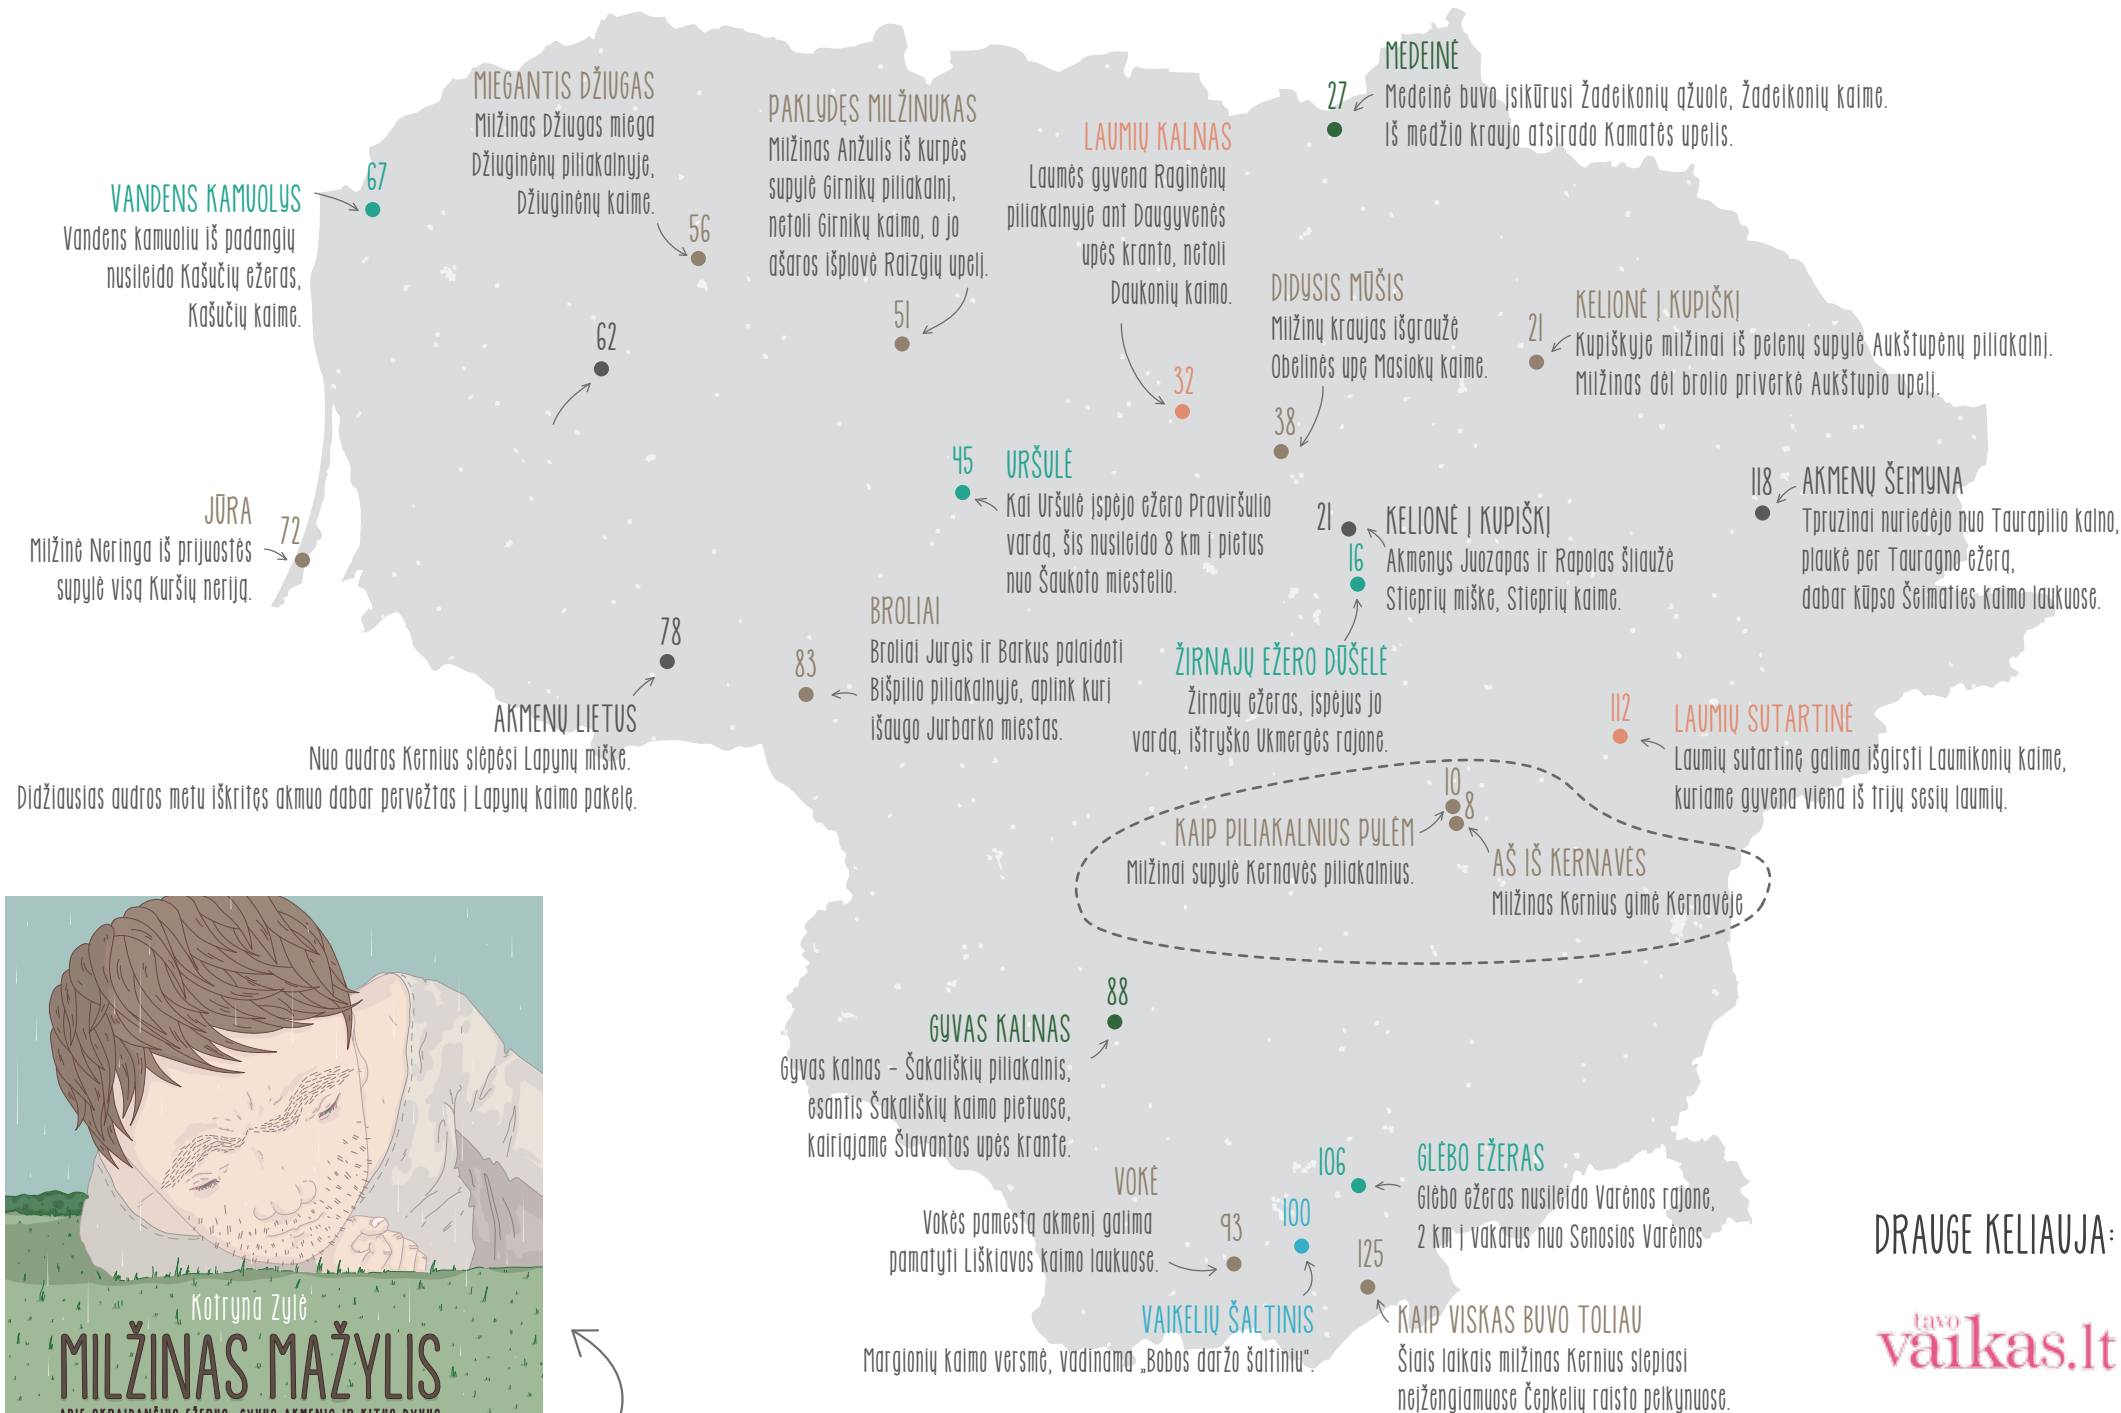 MEDEINĖ
27
Medeinė buvo įsikūrusi Žadeikonių ąžuole, Žadeikonių kaime.
Iš medžio kraujo atsirado Kamatės upelis.
MIEGANTIS DŽIUGAS
Milžinas Džiugas miega
Džiuginėnų piliakalnyje,
Džiuginėnų kaime.
56
PAKLYDĘS MILŽINUKAS
Milžinas Anžulis iš kurpės
supylė Girnikų piliakalnį,
netoli Girnikų kaimo, o jo
ašaros išplovė Raizgių upelį.
51
LAUMIŲ KALNAS
Laumės gyvena Raginėnų
piliakalnyje ant Daugyvenės
upės kranto, netoli
Daukonių kaimo.
32
67
VANDENS KAMUOLYS
Vandens kamuoliu iš padangių
nusileido Kašučių ežeras,
Kašučių kaime.
62
DIDYSIS MŪŠIS
Milžinų kraujas išgraužė
Obelinės upę Masiokų kaime.
38
21
KELIONĖ Į KUPIŠKĮ
Kupiškyje milžinai iš pelenų supylė Aukštupėnų piliakalnį.
Milžinas dėl brolio priverkė Aukštupio upelį.
45
URŠULĖ
Kai Uršulė įspėjo ežero Praviršulio
vardą, šis nusileido 8 km į pietus
nuo Šaukoto miestelio.
118
AKMENŲ ŠEIMYNA
Tpruzinai nuriedėjo nuo Taurapilio kalno,
plaukė per Tauragno ežerą,
dabar kūpso Šeimaties kaimo laukuose.
JŪRA
72
Milžinė Neringa iš prijuostės
supylė visą Kuršių neriją.
21
KELIONĖ Į KUPIŠKĮ
Akmenys Juozapas ir Rapolas šliaužė
Stieprių miške, Stieprių kaime.
16
ŽIRNAJŲ EŽERO DŪŠELĖ
Žirnajų ežeras, įspėjus jo
vardą, ištryško Ukmergės rajone.
BROLIAI
83
Broliai Jurgis ir Barkus palaidoti
Bišpilio piliakalnyje, aplink kurį
išaugo Jurbarko miestas.
78
AKMENŲ LIETUS
Nuo audros Kernius slėpėsi Lapynų miške.
Didžiausias audros metu iškritęs akmuo dabar pervežtas į Lapynų kaimo pakelę.
112
LAUMIŲ SUTARTINĖ
Laumių sutartinę galima išgirsti Laumikonių kaime,
kuriame gyvena viena iš trijų sesių laumių.
10
8
KAIP PILIAKALNIUS PYLĖM
Milžinai supylė Kernavės piliakalnius.
AŠ IŠ KERNAVĖS
Milžinas Kernius gimė Kernavėje
88
GYVAS KALNAS
Gyvas kalnas – Šakališkių piliakalnis,
esantis Šakališkių kaimo pietuose,
kairiajame Šlavantos upės krante.
VOKĖ
93
Vokės pamestą akmenį galima
pamatyti Liškiavos kaimo laukuose.
100
VAIKELIŲ ŠALTINIS
Margionių kaimo versmė, vadinama „Bobos daržo šaltiniu“.
106
GLĖBO EŽERAS
Glėbo ežeras nusileido Varėnos rajone,
2 km į vakarus nuo Senosios Varėnos
125
KAIP VISKAS BUVO TOLIAU
Šiais laikais milžinas Kernius slepiasi
neįžengiamuose Čepkelių raisto pelkynuose.
DRAUGE KELIAUJA:
tavo
vaikas.lt
Kotryna Zylė
MILŽINAS MAŽYLIS
APIE SKRAIDANČIUS EŽERUS, GYVUS AKMENIS IR KITUS DYVUS